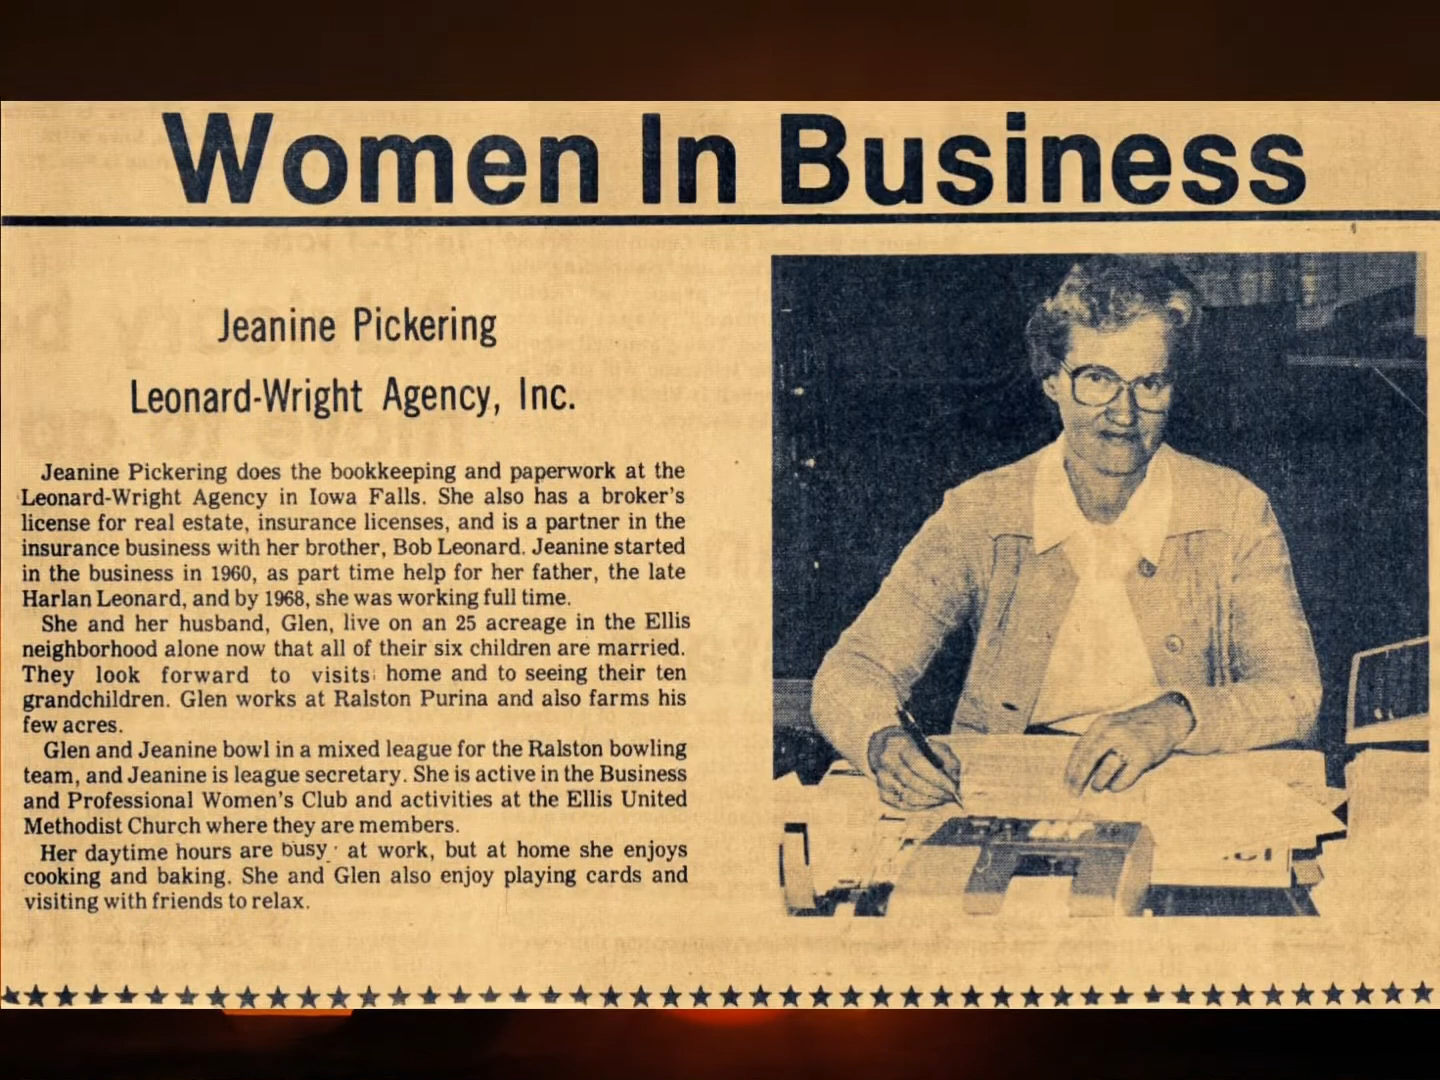 Women In Business
Jeanine Pickering
Leonard-Wright Agency, Inc.
Jeanine Pickering does the bookkeeping and paperwork at the
Leonard-Wright Agency in Iowa Falls. She also has a broker's
license for real estate, insurance licenses, and is a partner in the
insurance business with her brother, Bob Leonard. Jeanine started
in the business in 1960, as part time help for her father, the late
Harlan Leonard, and by 1968, she was working full time.
She and her husband, Glen, live on an 25 acreage in the Ellis
neighborhood alone now that all of their six children are married.
They look forward to visits home and to seeing their ten
grandchildren. Glen works at Ralston Purina and also farms his
few acres.
Glen and Jeanine bowl in a mixed league for the Ralston bowling
team, and Jeanine is league secretary. She is active in the Business
and Professional Women's Club and activities at the Ellis United
Methodist Church where they are members.
Her daytime hours are busy at work, but at home she enjoys
cooking and baking. She and Glen also enjoy playing cards and
visiting with friends to relax.